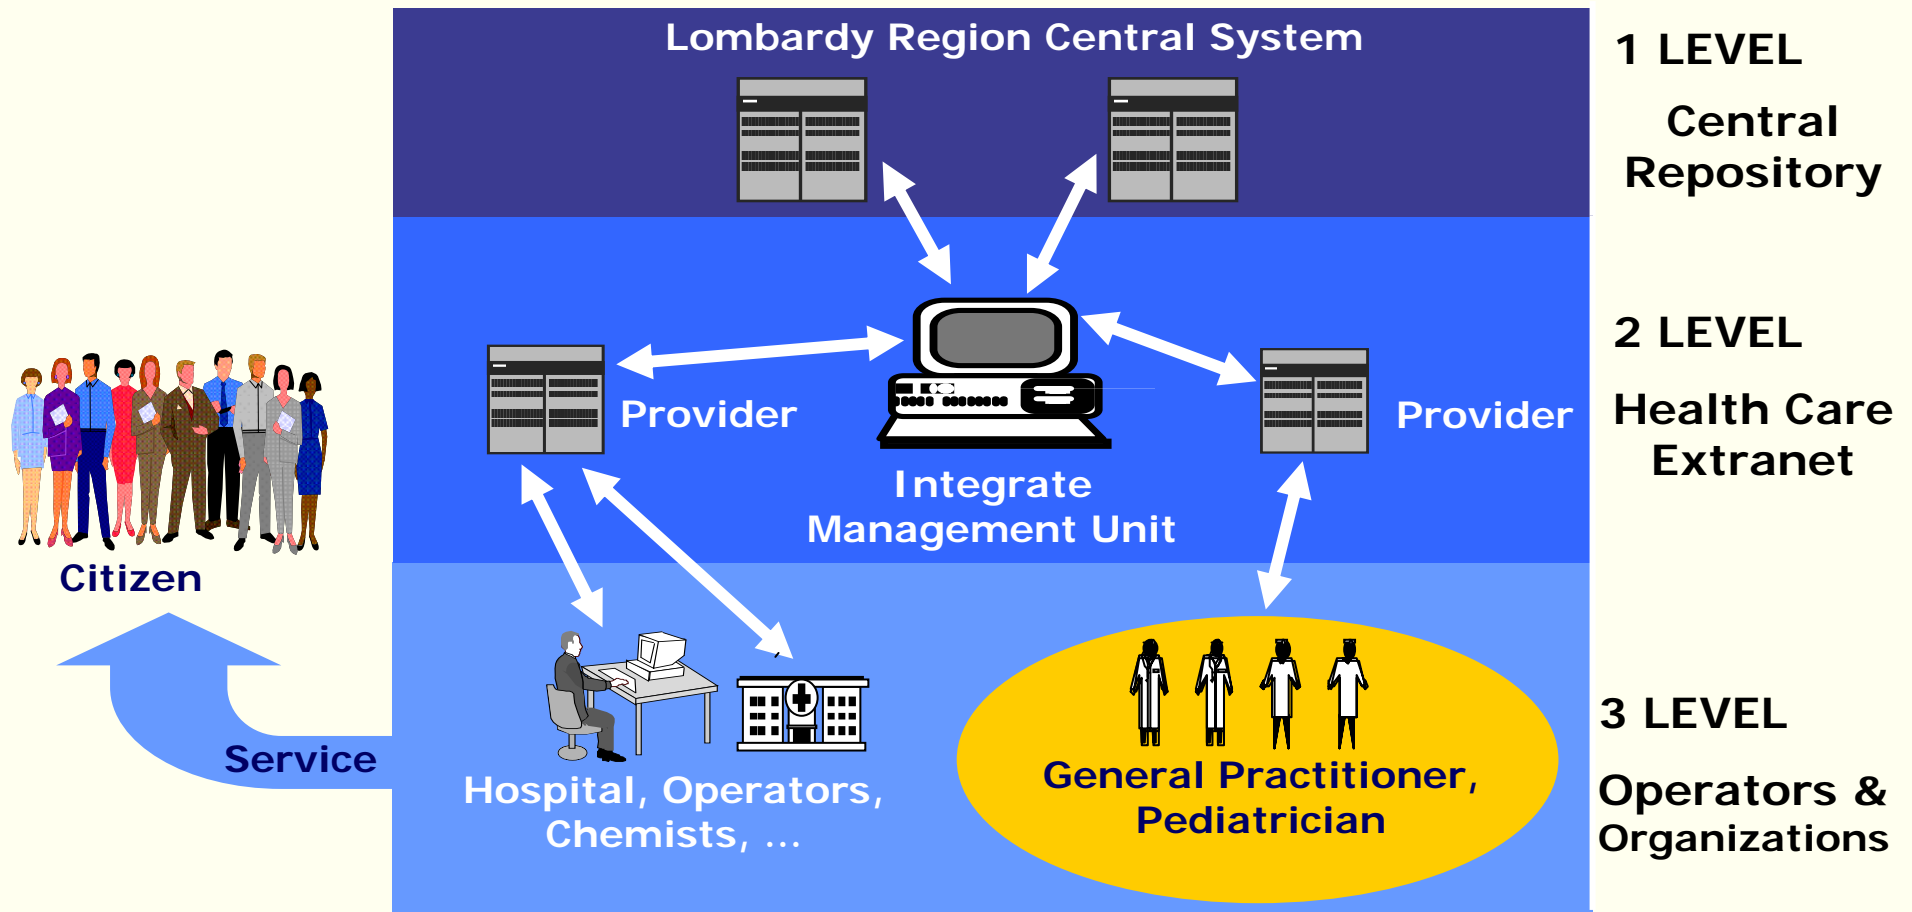 Lombardy Region Central System
1 LEVEL
Central
Repository
2 LEVEL
Health Care
Extranet
Provider
Provider
Integrate
Management Unit
Citizen
Service
Hospital, Operators,
Chemists, ...
General Practitioner,
Pediatrician
3 LEVEL
Operators &
Organizations